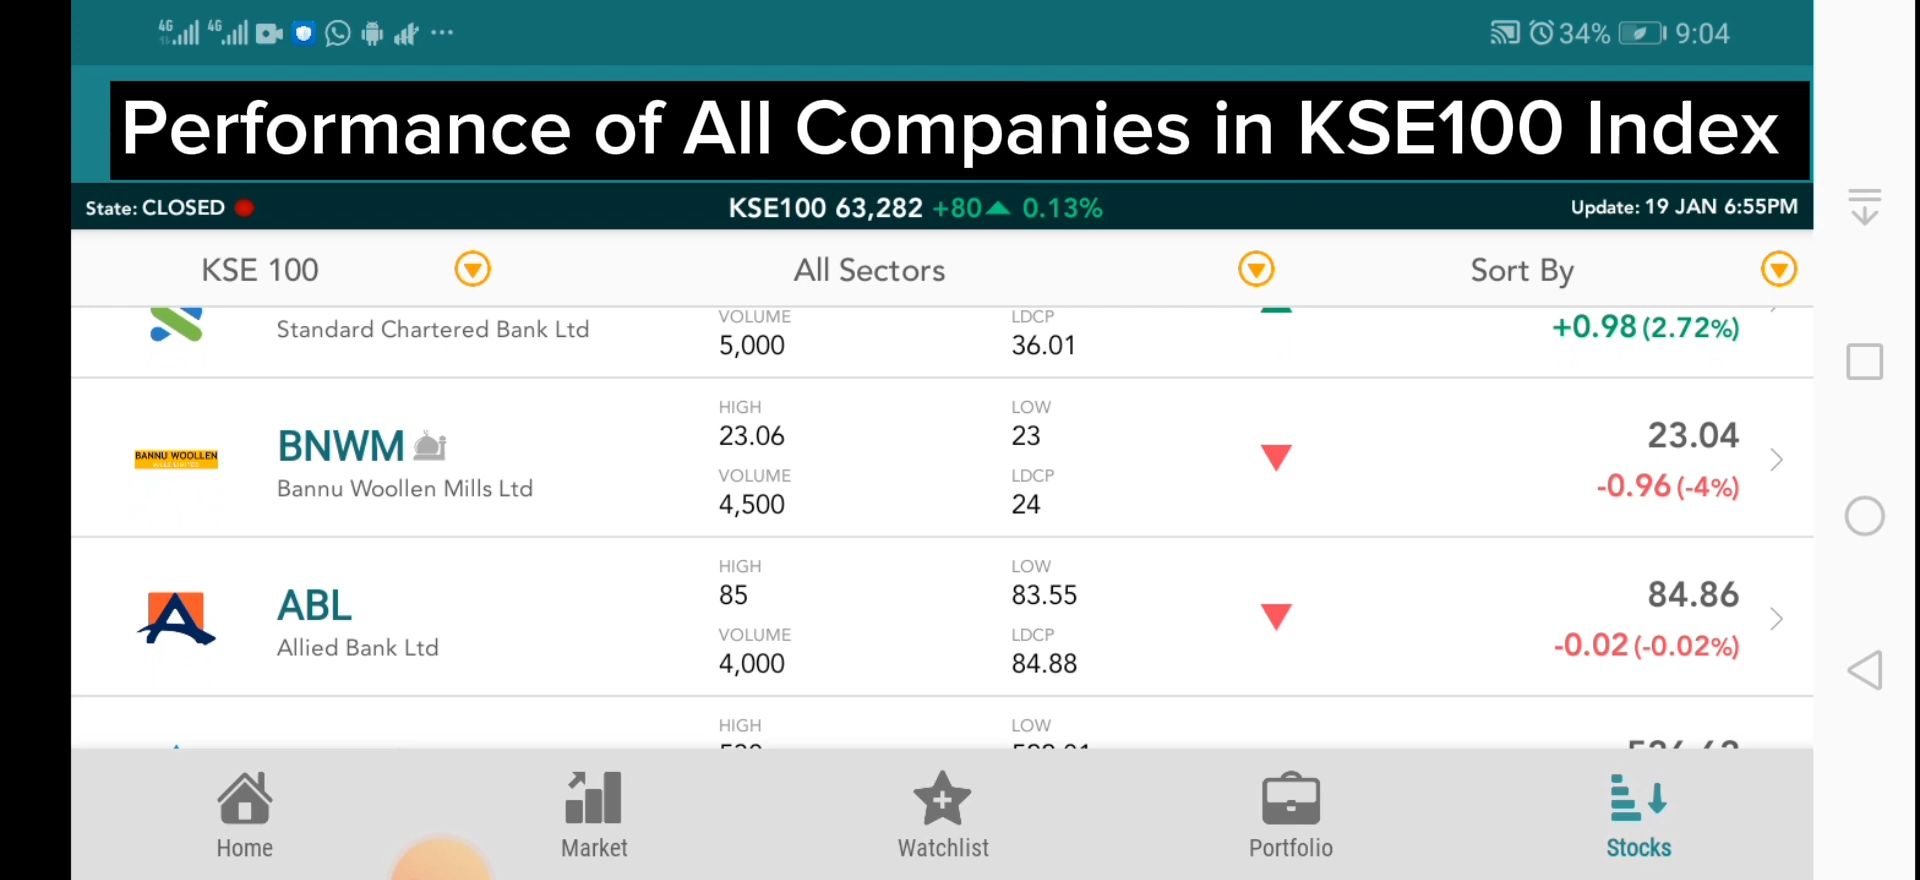 4G 4G ... 34% 9:04
Performance of All Companies in KSE100 Index
State: CLOSED KSE100 63,282 +80 0.13% Update: 19 JAN 6:55PM
KSE 100 All Sectors Sort By
VOLUME LDCP
Standard Chartered Bank Ltd 5,000 36.01 +0.98 (2.72%)
HIGH LOW
BNWM 23.06 23 23.04
BANNU WOOLLEN
VOLUME LDCP
Bannu Woollen Mills Ltd 4,500 24 -0.96 (-4%)
HIGH LOW
ABL 85 83.55 84.86
VOLUME LDCP
Allied Bank Ltd 4,000 84.88 -0.02 (-0.02%)
HIGH LOW
Home Market Watchlist Portfolio Stocks